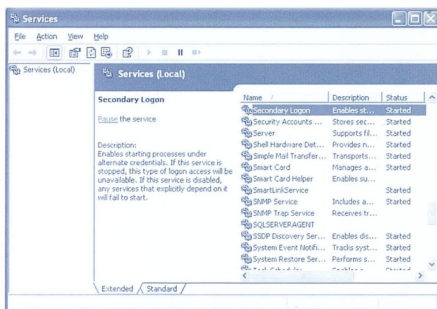 Services
File Action View Help
Services (Local)
Services (Local)
Secondary Logon
Pause the service
Description:
Enables starting processes under
alternate credentials. If this service is
stopped, this type of logon access will be
unavailable. If this service is disabled,
any services that explicitly depend on it
will fail to start.
Name Description Status
Secondary Logon Enables st... Started
Security Accounts ... Stores sec... Started
Server Supports fil... Started
Shell Hardware Det... Provides n... Started
Simple Mail Transfer... Transports... Started
Smart Card Manages a... Started
Smart Card Helper Enables su...
SmartLinkService Started
SNMP Service Includes a... Started
SNMP Trap Service Receives tr...
SQLSERVERAGENT
SSDP Discovery Ser... Enables dis... Started
System Event Notifi... Tracks syst... Started
System Restore Ser... Performs s... Started
Task Scheduler Enables a... Started
Extended Standard